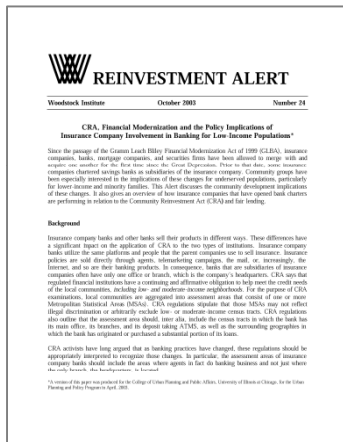 REINVESTMENT ALERT
Woodstock Institute October 2003 Number 24
CRA, Financial Modernization and the Policy Implications of
Insurance Company Involvement in Banking for Low-Income Populations*
Since the passage of the Gramm Leach Bliley Financial Modernization Act of 1999 (GLBA), insurance
companies, banks, mortgage companies, and securities firms have been allowed to merge with and
acquire one another for the first time since the Great Depression. Prior to that date, some insurance
companies chartered savings banks as subsidiaries of the insurance company. Community groups have
been especially interested in the implications of these changes for underserved populations, particularly
for lower-income and minority families. This Alert discusses the community development implications
of these changes. It also gives an overview of how insurance companies that have opened bank charters
are performing in relation to the Community Reinvestment Act (CRA) and fair lending.
Background
Insurance company banks and other banks sell their products in different ways. These differences have
a significant impact on the application of CRA to the two types of institutions. Insurance company
banks utilize the same platforms and people that the parent companies use to sell insurance. Insurance
policies are sold directly through agents, telemarketing campaigns, the mail, or, increasingly, the
Internet, and so are their banking products. In consequence, banks that are subsidiaries of insurance
companies often have only one office or branch, which is the company's headquarters. CRA says that
regulated financial institutions have a continuing and affirmative obligation to help meet the credit needs
of the local communities, including low- and moderate-income neighborhoods. For the purpose of CRA
examinations, local communities are aggregated into assessment areas that consist of one or more
Metropolitan Statistical Areas (MSAs). CRA regulations stipulate that those MSAs may not reflect
illegal discrimination or arbitrarily exclude low- or moderate-income census tracts. CRA regulations
also outline that the assessment area should, inter alia, include the census tracts in which the bank has
its main office, its branches, and its deposit taking ATMS, as well as the surrounding geographies in
which the bank has originated or purchased a substantial portion of its loans.
CRA activists have long argued that as banking practices have changed, these regulations should be
appropriately interpreted to recognize those changes. In particular, the assessment areas of insurance
company banks should include the areas where agents in fact do banking business and not just where
the only branch, the headquarters, is located.
*A version of this paper was produced for the College of Urban Planning and Public Affairs, University of Illinois at Chicago, for the Urban
Planning and Policy Program in April, 2003.